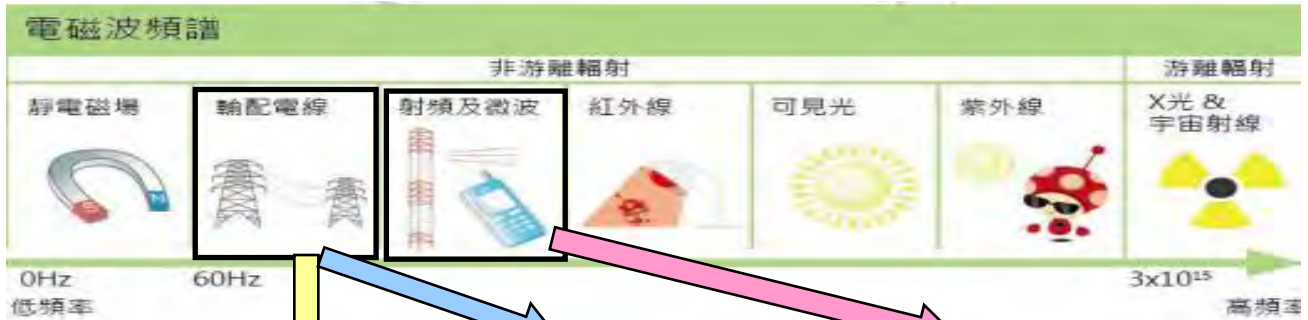 電磁波頻譜
非游離輻射 游離輻射
靜電磁場 輸配電線 射頻及微波 紅外線 可見光 紫外線 X光 &
宇宙射線
S N
0Hz 60Hz 3x10¹⁵
低頻率 高頻率